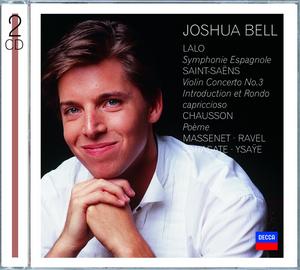 2
CD
JOSHUA BELL
LALO
Symphonie Espagnole
SAINT-SAËNS
Violin Concerto No.3
Introduction et Rondo
capriccioso
CHAUSSON
Poème
MASSENET · RAVEL
· YSAŸE
DECCA